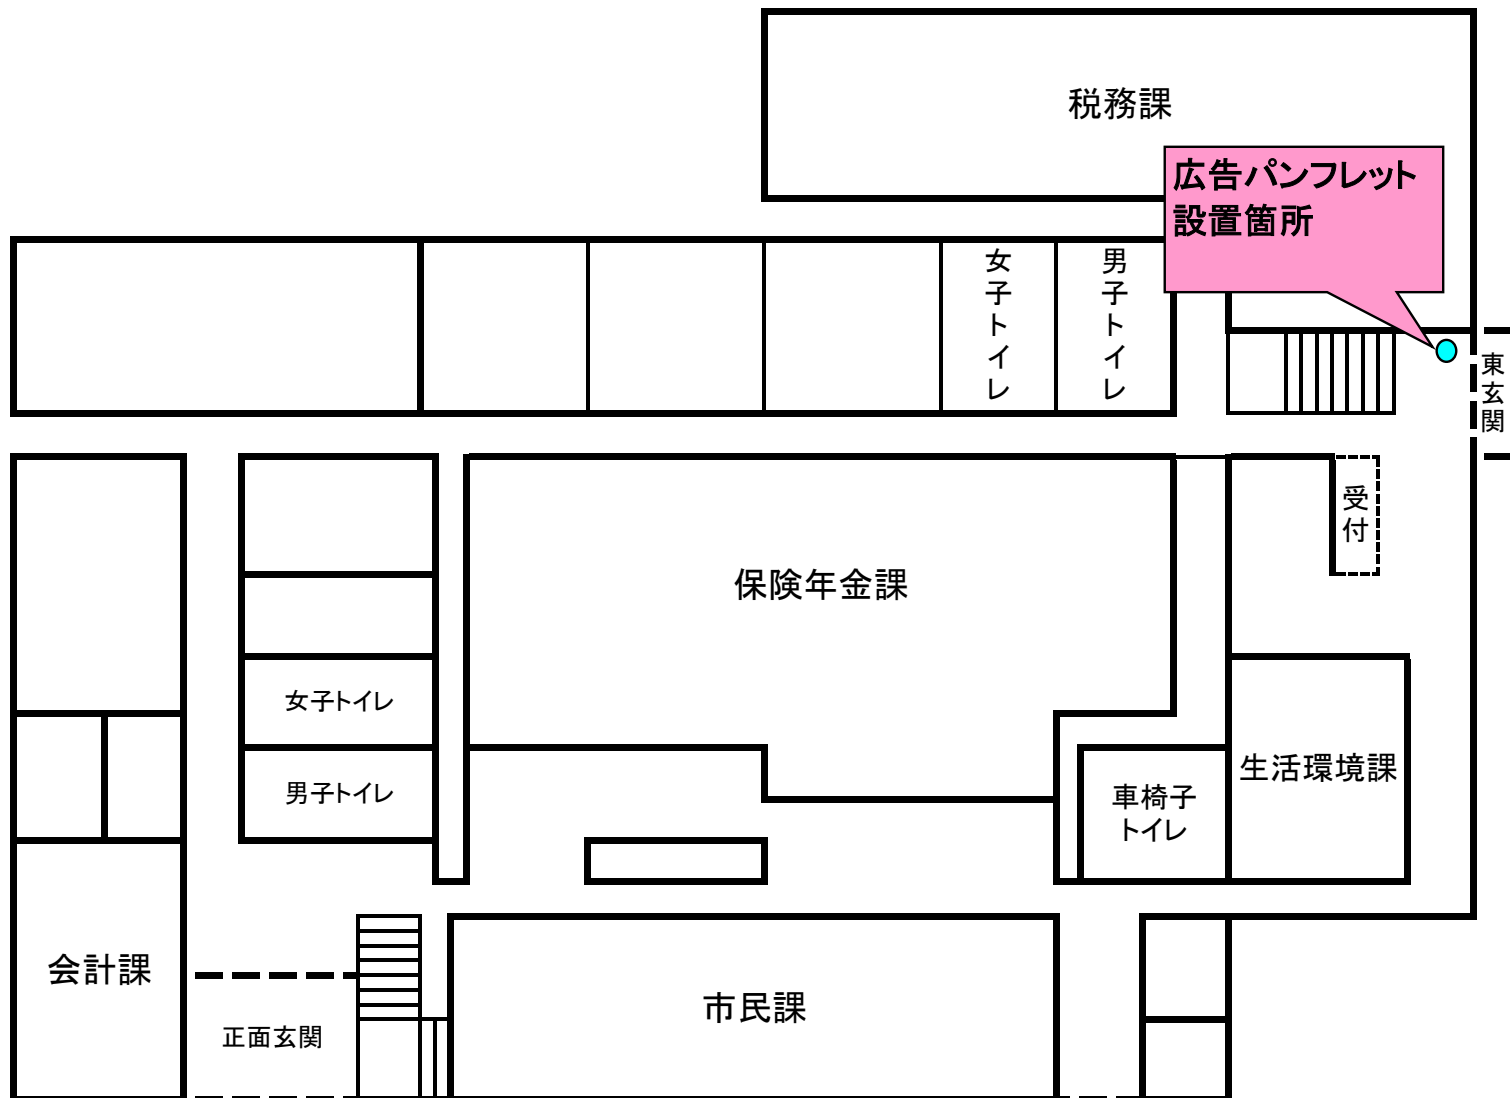 税務課
広告パンフレット
設置箇所
女子トイレ
男子トイレ
東玄関
受付
保険年金課
女子トイレ
男子トイレ
車椅子
トイレ
生活環境課
会計課
正面玄関
市民課